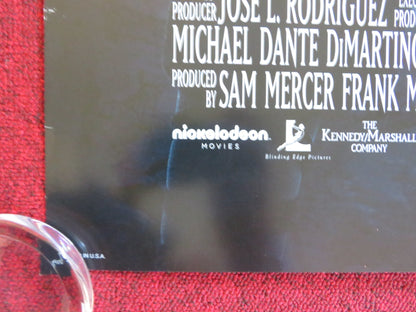 PRODUCER JOSE L. RODRIGUEZ
MICHAEL DANTE DiMARTINO
PRODUCED BY SAM MERCER FRANK M
nickelodeon MOVIES
Blinding Edge Pictures
THE KENNEDY/MARSHALL COMPANY
IN U.S.A.